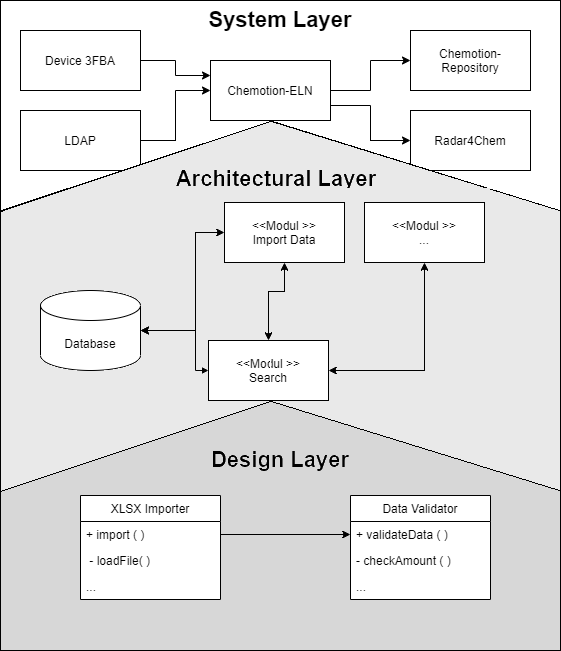 System Layer
Device 3FBA
Chemotion-ELN
Chemotion-
Repository
LDAP
Radar4Chem
Architectural Layer
<<Modul >>
Import Data
<<Modul >>
...
Database
<<Modul >>
Search
Design Layer
XLSX Importer
+ import ( )
- loadFile( )
...
Data Validator
+ validateData ( )
- checkAmount ( )
...